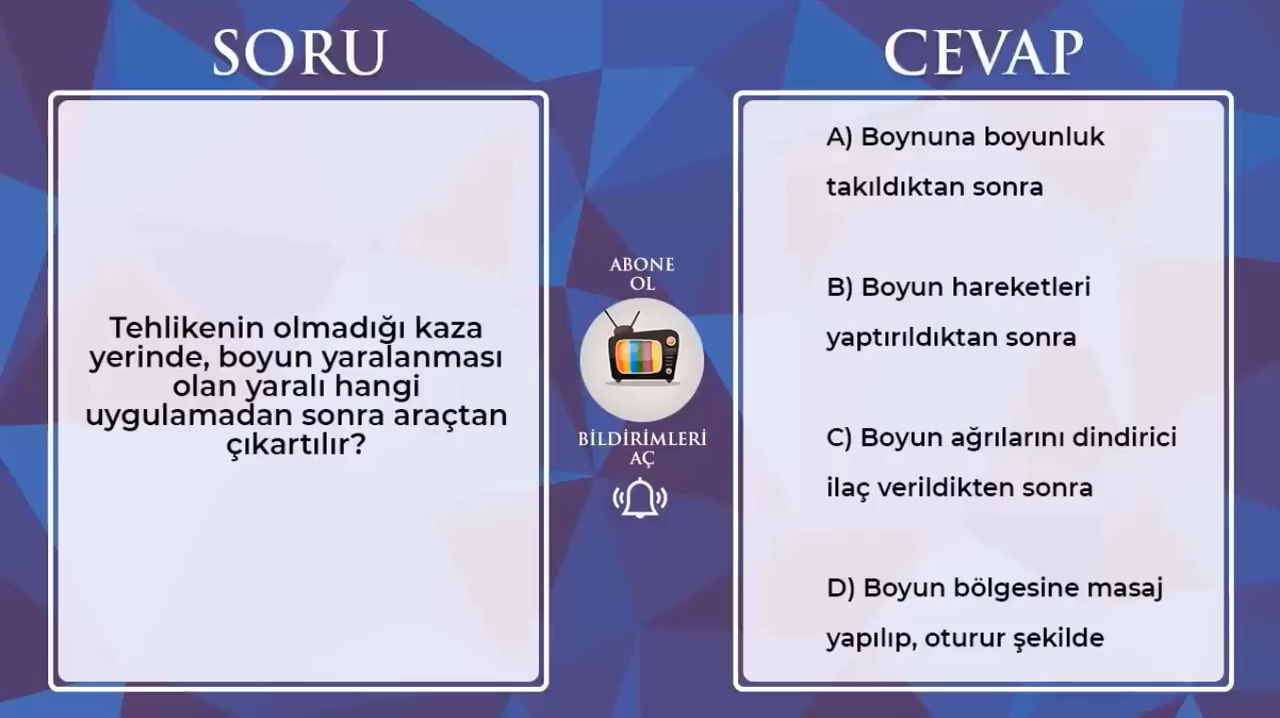 SORU
Tehlikenin olmadığı kaza
yerinde, boyun yaralanması
olan yaralı hangi
uygulamadan sonra araçtan
çıkartılır?
ABONE
OL
BİLDİRİMLERİ
AÇ
CEVAP
A) Boynuna boyunluk
takıldıktan sonra
B) Boyun hareketleri
yaptırıldıktan sonra
C) Boyun ağrılarını dindirici
ilaç verildikten sonra
D) Boyun bölgesine masaj
yapılıp, oturur şekilde